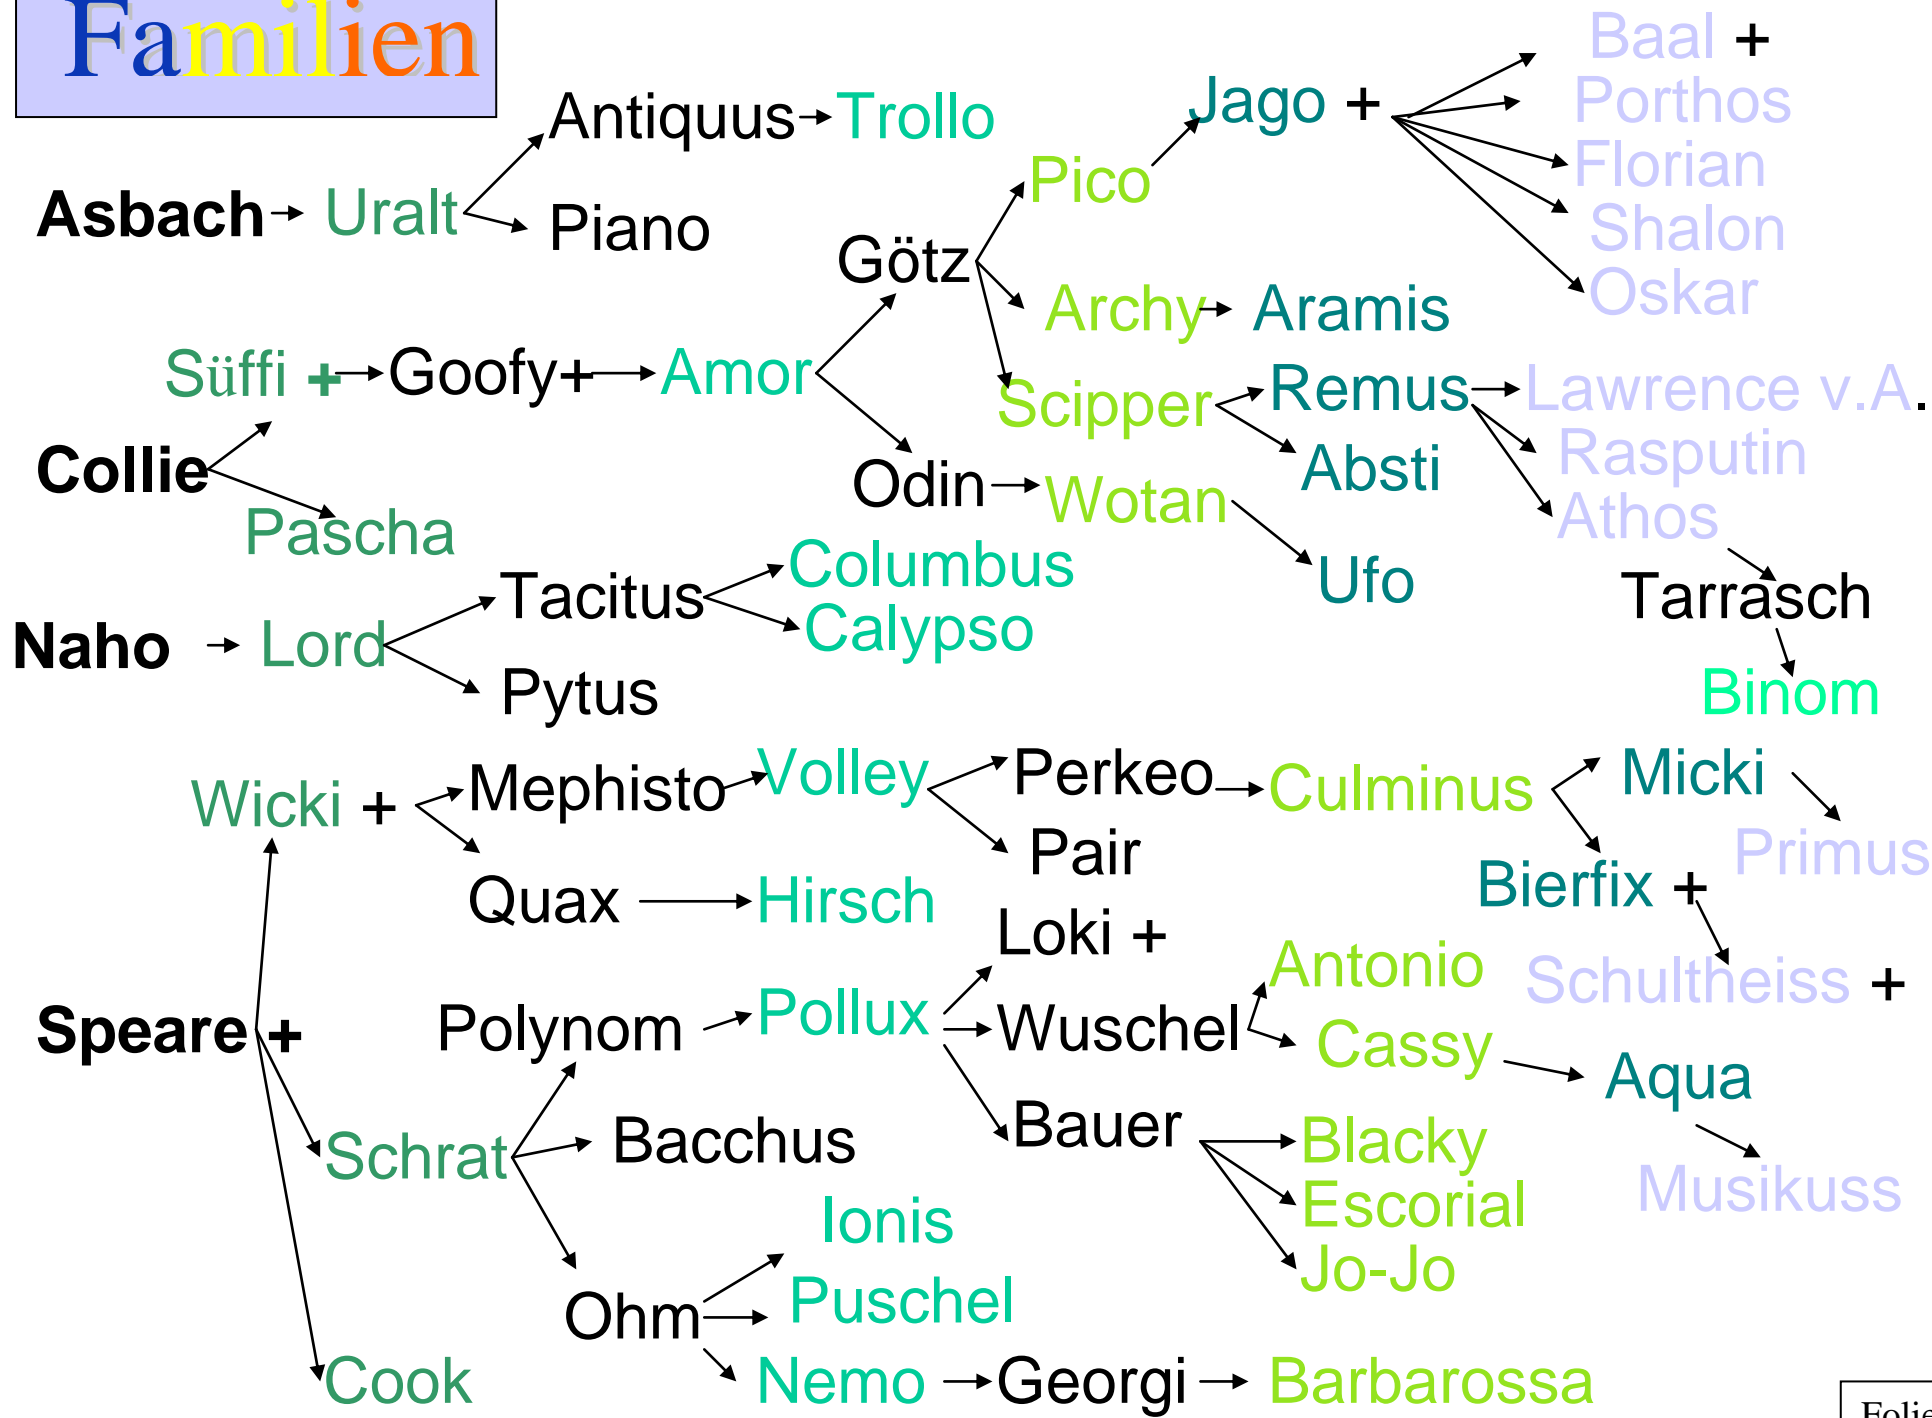 Familien
Baal +
Antiquus
Trollo
Jago +
Porthos
Florian
Pico
Asbach
Uralt
Piano
Shalon
Götz
Oskar
Archy
Aramis
Süffi +
Goofy+
Amor
Scipper
Remus
Lawrence v.A.
Rasputin
Collie
Absti
Odin
Wotan
Athos
Pascha
Columbus
Ufo
Tacitus
Tarrasch
Calypso
Naho
Lord
Pytus
Binom
Wicki +
Mephisto
Volley
Perkeo
Culminus
Micki
Pair
Primus
Quax
Hirsch
Bierfix +
Loki +
Antonio
Schultheiss +
Speare +
Polynom
Pollux
Wuschel
Cassy
Aqua
Bacchus
Bauer
Blacky
Schrat
Escorial
Musikuss
Ionis
Jo-Jo
Ohm
Puschel
Cook
Nemo
Georgi
Barbarossa
Folie